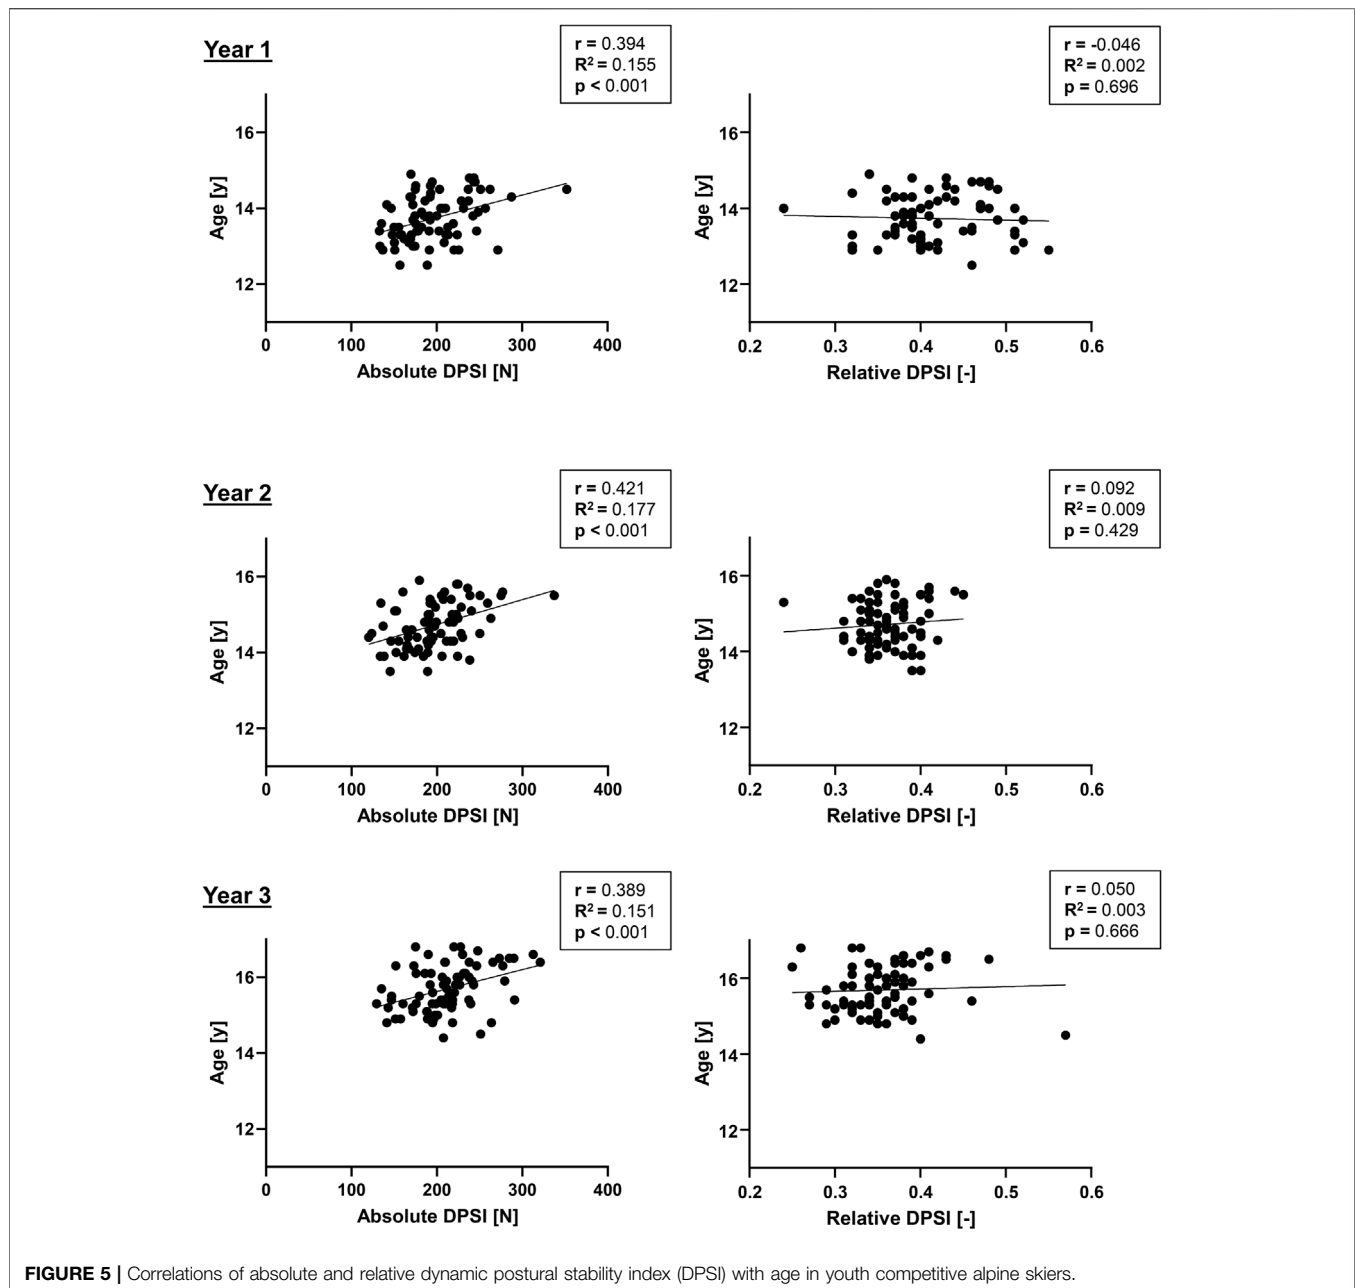 Year 1
r = 0.394
R² = 0.155
p < 0.001
r = -0.046
R² = 0.002
p = 0.696
Age [y]
16
14
12
0 100 200 300 400
Absolute DPSI [N]
Age [y]
16
14
12
0.2 0.3 0.4 0.5 0.6
Relative DPSI [-]
Year 2
r = 0.421
R² = 0.177
p < 0.001
r = 0.092
R² = 0.009
p = 0.429
Age [y]
16
14
12
0 100 200 300 400
Absolute DPSI [N]
Age [y]
16
14
12
0.2 0.3 0.4 0.5 0.6
Relative DPSI [-]
Year 3
r = 0.389
R² = 0.151
p < 0.001
r = 0.050
R² = 0.003
p = 0.666
Age [y]
16
14
12
0 100 200 300 400
Absolute DPSI [N]
Age [y]
16
14
12
0.2 0.3 0.4 0.5 0.6
Relative DPSI [-]
FIGURE 5 | Correlations of absolute and relative dynamic postural stability index (DPSI) with age in youth competitive alpine skiers.